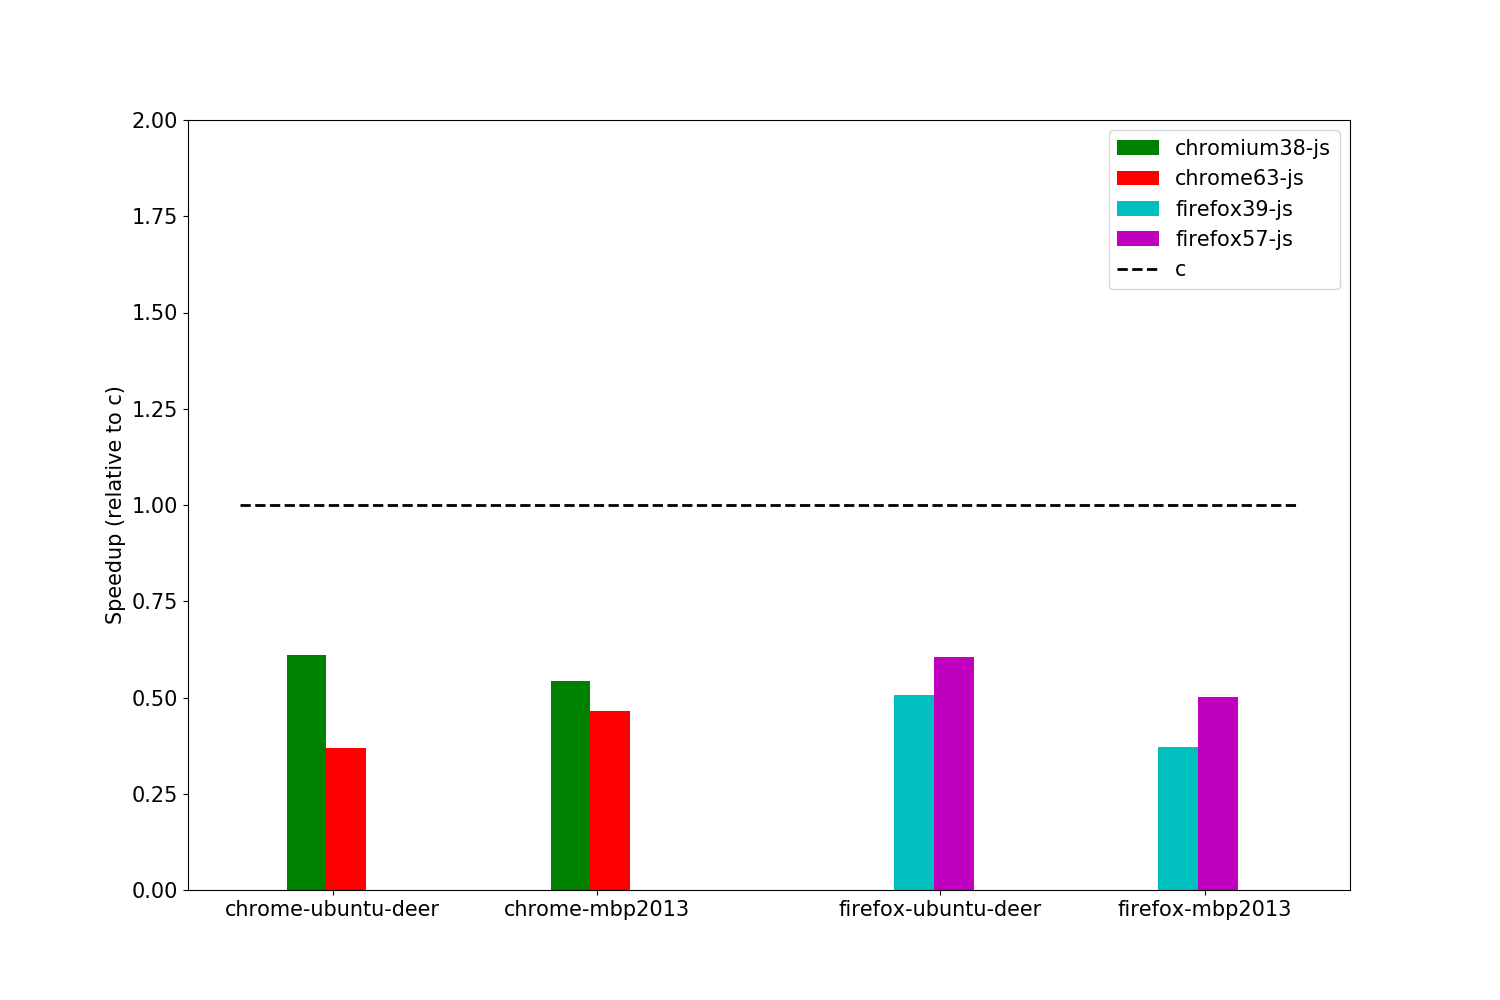 2.00
1.75
1.50
1.25
1.00
0.75
0.50
0.25
0.00
Speedup (relative to c)
chromium38-js
chrome63-js
firefox39-js
firefox57-js
c
chrome-ubuntu-deer
chrome-mbp2013
firefox-ubuntu-deer
firefox-mbp2013